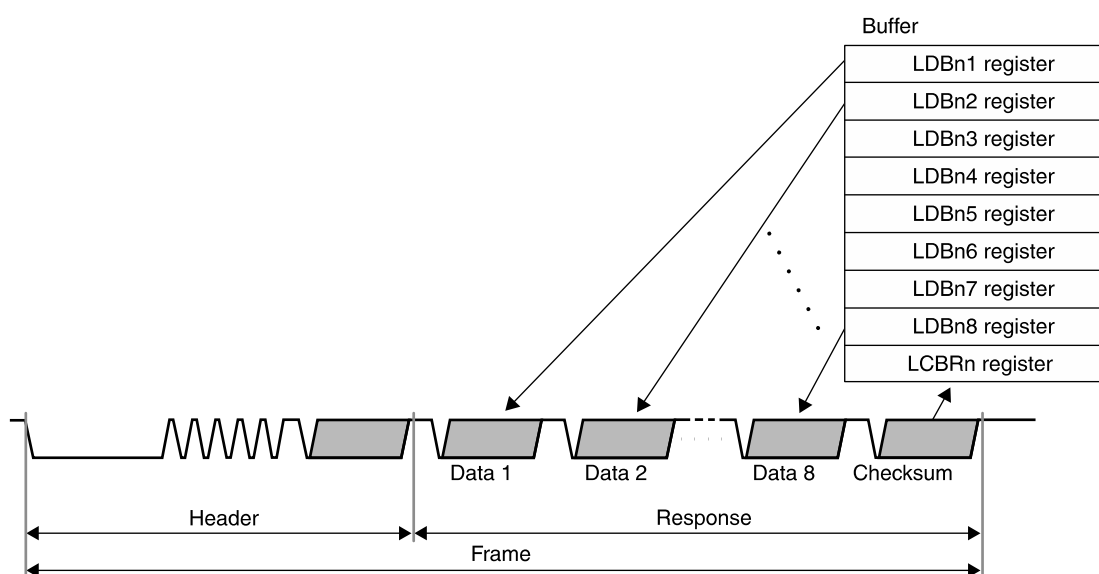 Buffer
LDBn1 register
LDBn2 register
LDBn3 register
LDBn4 register
LDBn5 register
LDBn6 register
LDBn7 register
LDBn8 register
LCBRn register
Data 1
Data 2
Data 8
Checksum
Header
Response
Frame